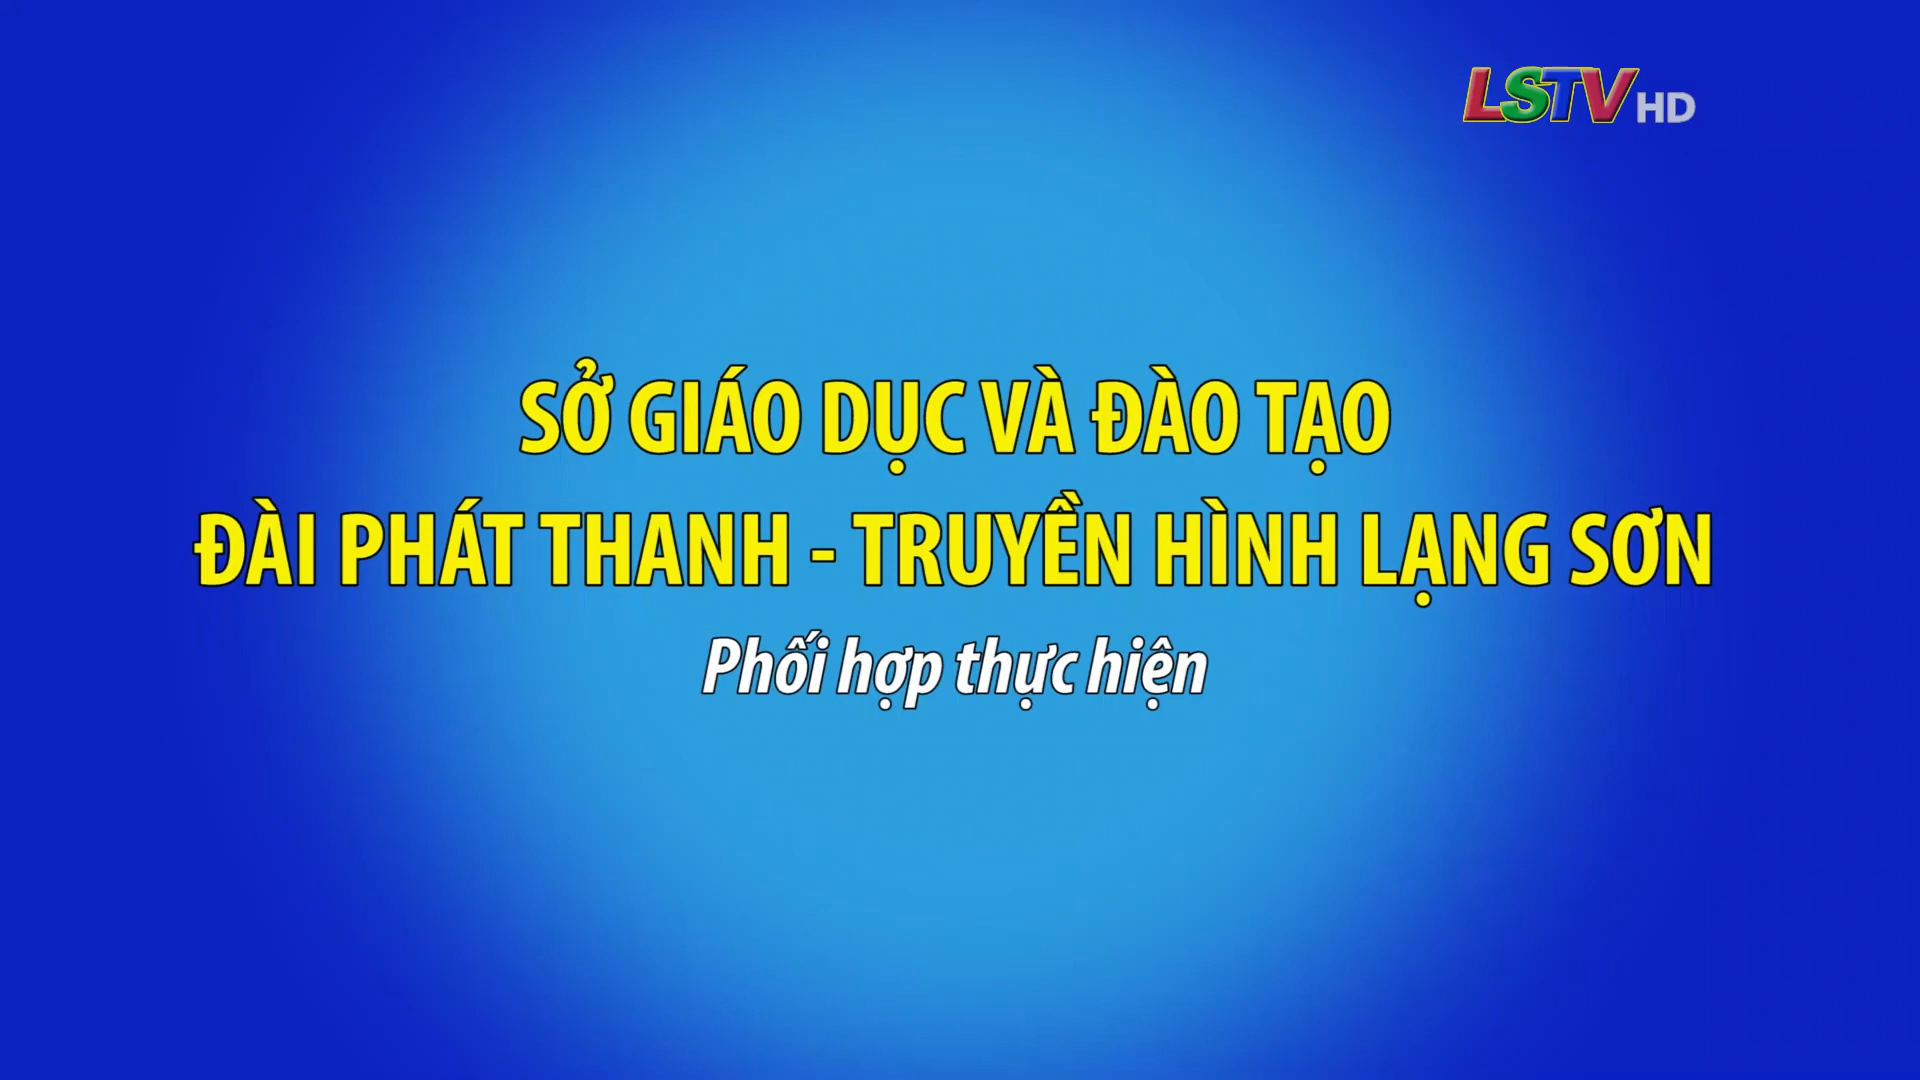 LSTV HD
SỞ GIÁO DỤC VÀ ĐÀO TẠO
ĐÀI PHÁT THANH - TRUYỀN HÌNH LẠNG SƠN
Phối hợp thực hiện